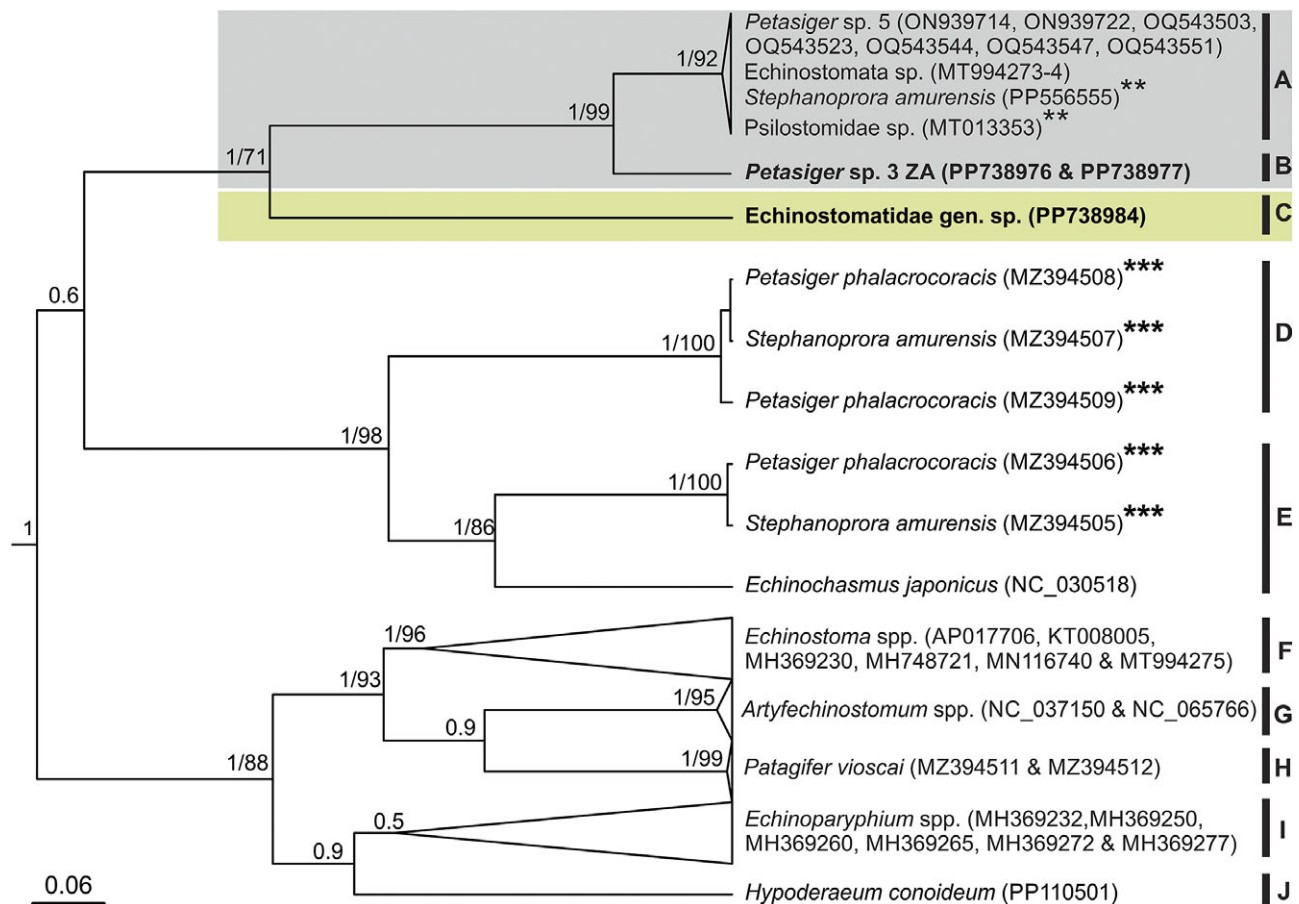 Petasiger sp. 5 (ON939714, ON939722, OQ543503,
OQ543523, OQ543544, OQ543547, OQ543551)
1/92
Echinostomata sp. (MT994273-4)
A
Stephanoprora amurensis (PP556555)**
1/99
Psilostomidae sp. (MT013353)**
1/71
Petasiger sp. 3 ZA (PP738976 & PP738977)
B
Echinostomatidae gen. sp. (PP738984)
C
Petasiger phalacrocoracis (MZ394508)***
0.6
Stephanoprora amurensis (MZ394507)***
D
1/100
Petasiger phalacrocoracis (MZ394509)***
1/98
Petasiger phalacrocoracis (MZ394506)***
1/100
Stephanoprora amurensis (MZ394505)***
E
1
1/86
Echinochasmus japonicus (NC_030518)
1/96
Echinostoma spp. (AP017706, KT008005,
MH369230, MH748721, MN116740 & MT994275)
F
1/93
1/95
Artyfechinostomum spp. (NC_037150 & NC_065766)
G
0.9
1/88
1/99
Patagifer vioscai (MZ394511 & MZ394512)
H
0.5
Echinoparyphium spp. (MH369232,MH369250,
MH369260, MH369265, MH369272 & MH369277)
I
0.9
0.06
Hypoderaeum conoideum (PP110501)
J